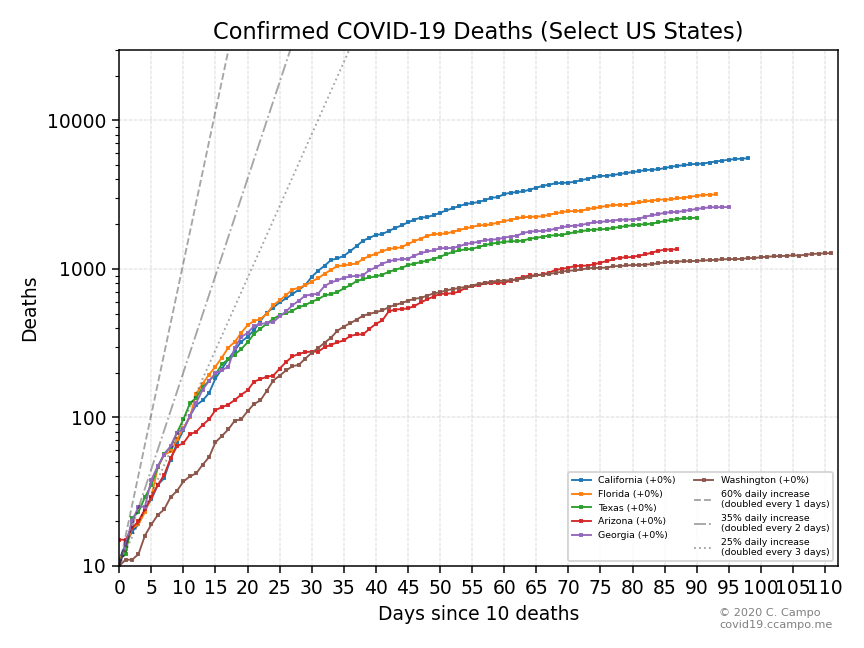 Confirmed COVID-19 Deaths (Select US States)
Deaths
10000
1000
100
10
0 5 10 15 20 25 30 35 40 45 50 55 60 65 70 75 80 85 90 95 100 105 110
Days since 10 deaths
California (+0%)
Florida (+0%)
Texas (+0%)
Arizona (+0%)
Georgia (+0%)
Washington (+0%)
60% daily increase
(doubled every 1 days)
35% daily increase
(doubled every 2 days)
25% daily increase
(doubled every 3 days)
© 2020 C. Campo
covid19.ccampo.me